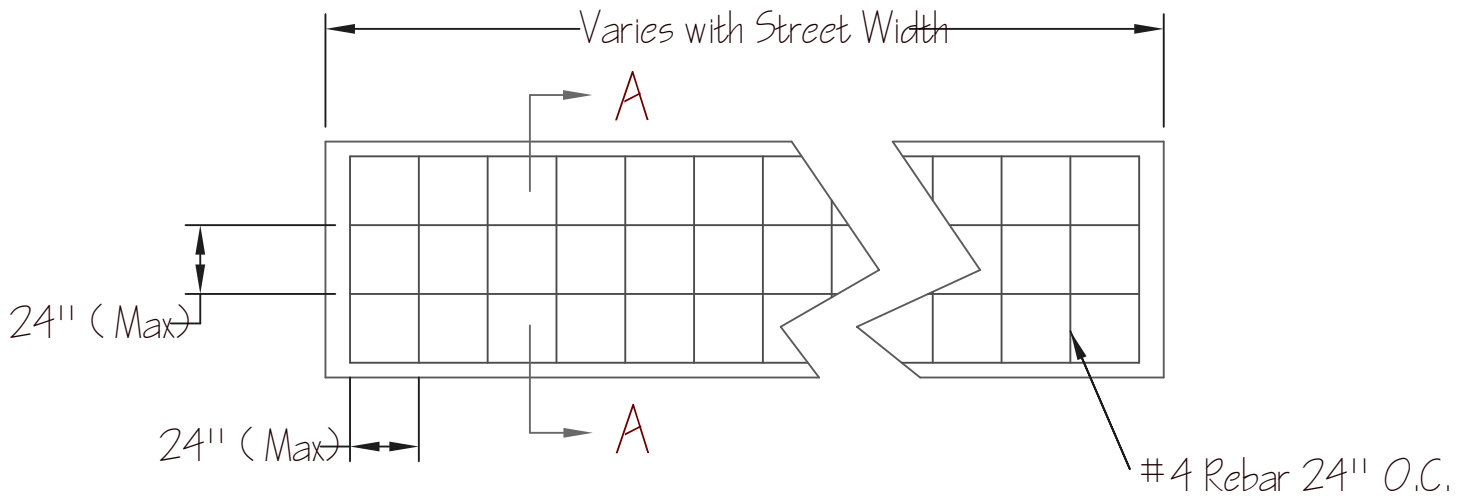 Varies with Street Width
A
24" (Max)
A
24" (Max)
#4 Rebar 24" O.C.